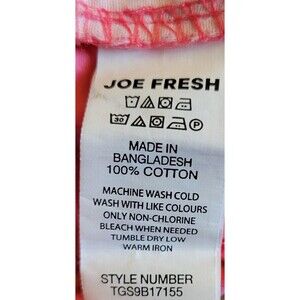 JOE FRESH
30 P
MADE IN
BANGLADESH
100% COTTON
MACHINE WASH COLD
WASH WITH LIKE COLOURS
ONLY NON-CHLORINE
BLEACH WHEN NEEDED
TUMBLE DRY LOW
WARM IRON
STYLE NUMBER
TGS9B17155